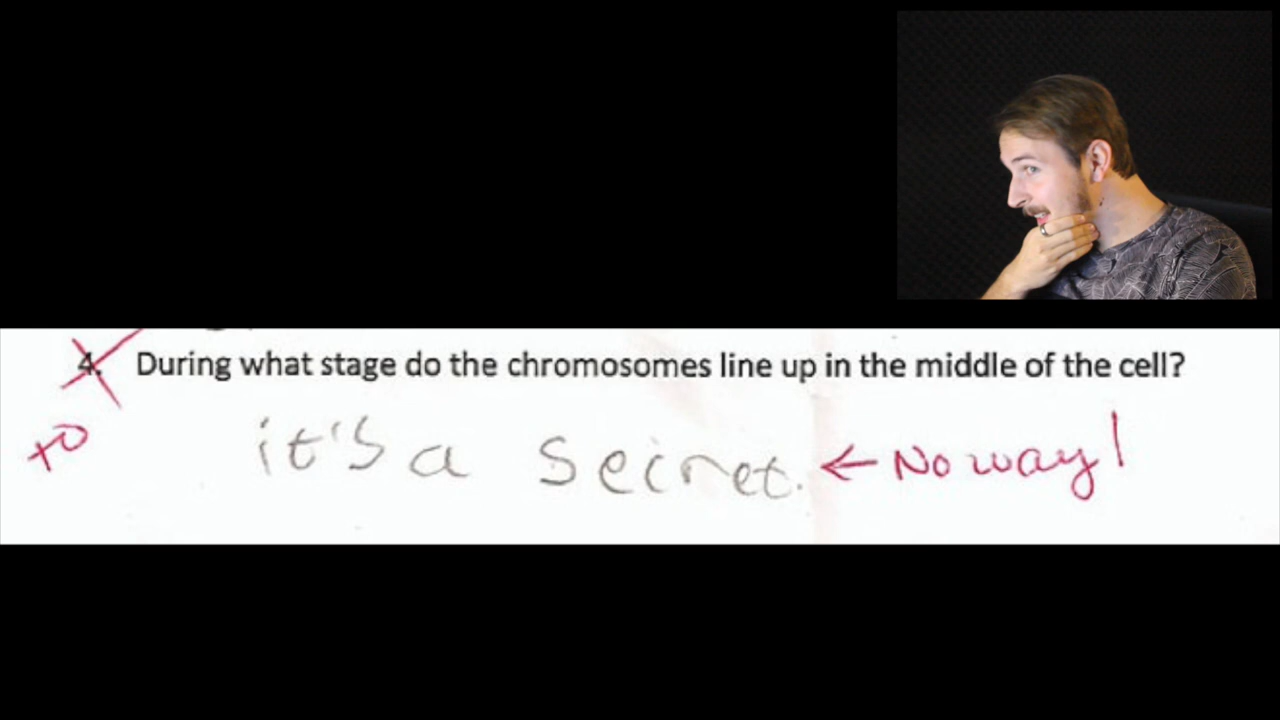 4. During what stage do the chromosomes line up in the middle of the cell?
+0 it's a secret. ← No way!